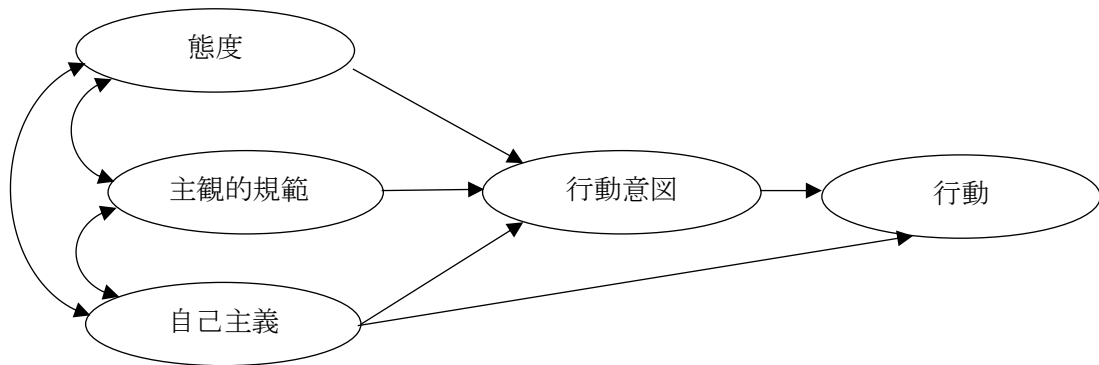 態度
主観的規範
行動意図
行動
自己主義